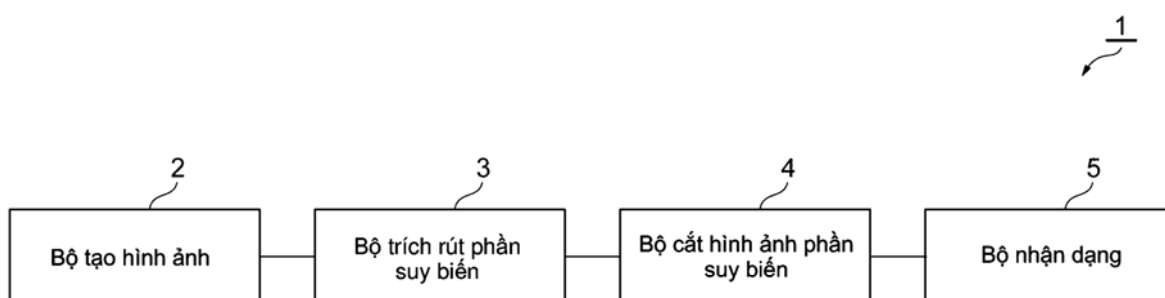 1
2
3
4
5
Bộ tạo hình ảnh
Bộ trích rút phần
suy biến
Bộ cắt hình ảnh phần
suy biến
Bộ nhận dạng